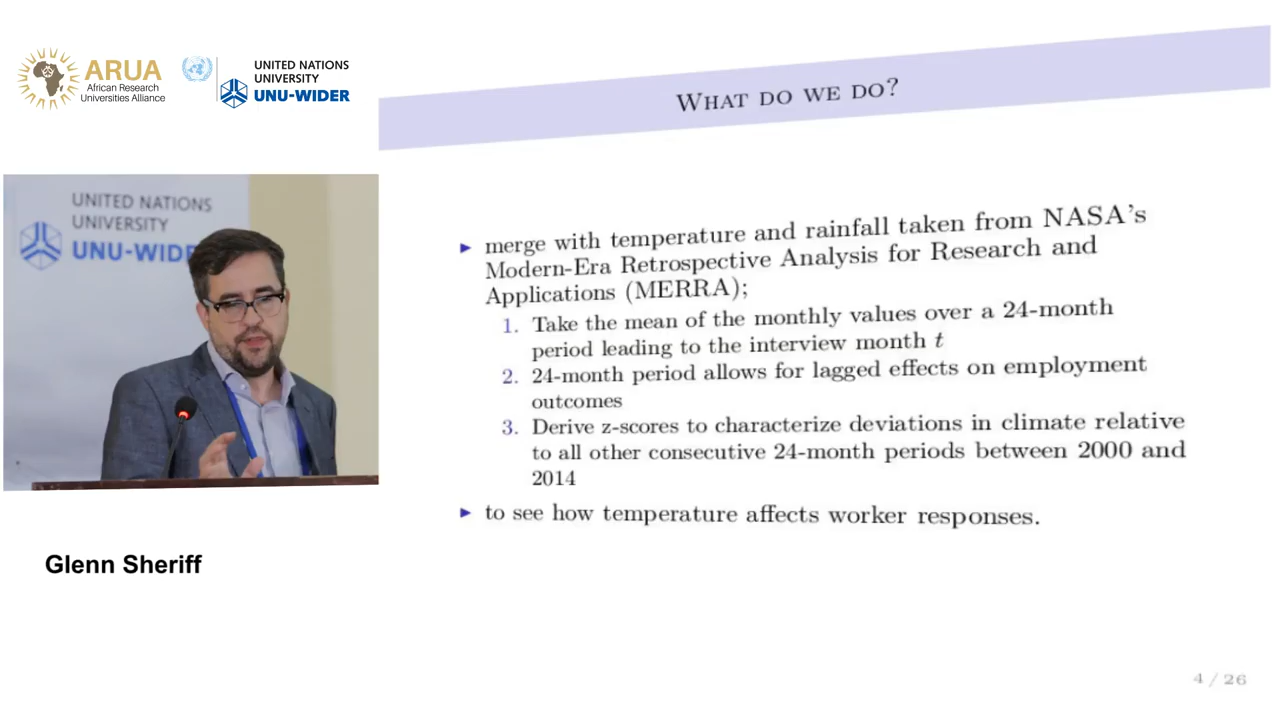 ARUA
African Research
Universities Alliance
UNITED NATIONS
UNIVERSITY
UNU-WIDER
WHAT DO WE DO?
UNITED NATIONS
UNIVERSITY
UNU-WIDE
▶ merge with temperature and rainfall taken from NASA's
Modern-Era Retrospective Analysis for Research and
Applications (MERRA);
1. Take the mean of the monthly values over a 24-month
period leading to the interview month t
2. 24-month period allows for lagged effects on employment
outcomes
3. Derive z-scores to characterize deviations in climate relative
to all other consecutive 24-month periods between 2000 and
2014
▶ to see how temperature affects worker responses.
Glenn Sheriff
4 / 26